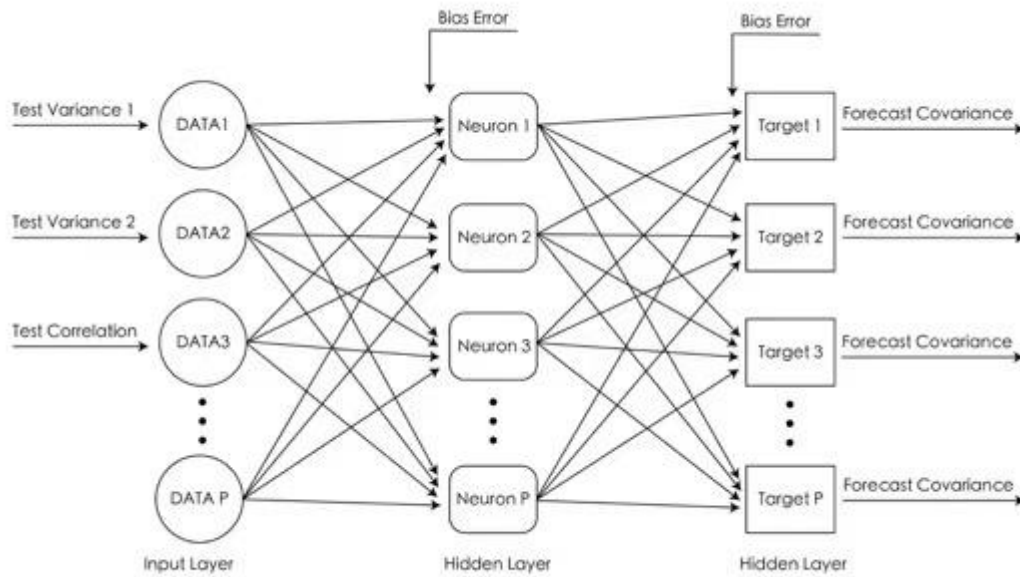 Bias Error
Bias Error
Test Variance 1
DATA1
Neuron 1
Target 1
Forecast Covariance
Test Variance 2
DATA2
Neuron 2
Target 2
Forecast Covariance
Test Correlation
DATA3
Neuron 3
Target 3
Forecast Covariance
DATA P
Neuron P
Target P
Forecast Covariance
Input Layer
Hidden Layer
Hidden Layer